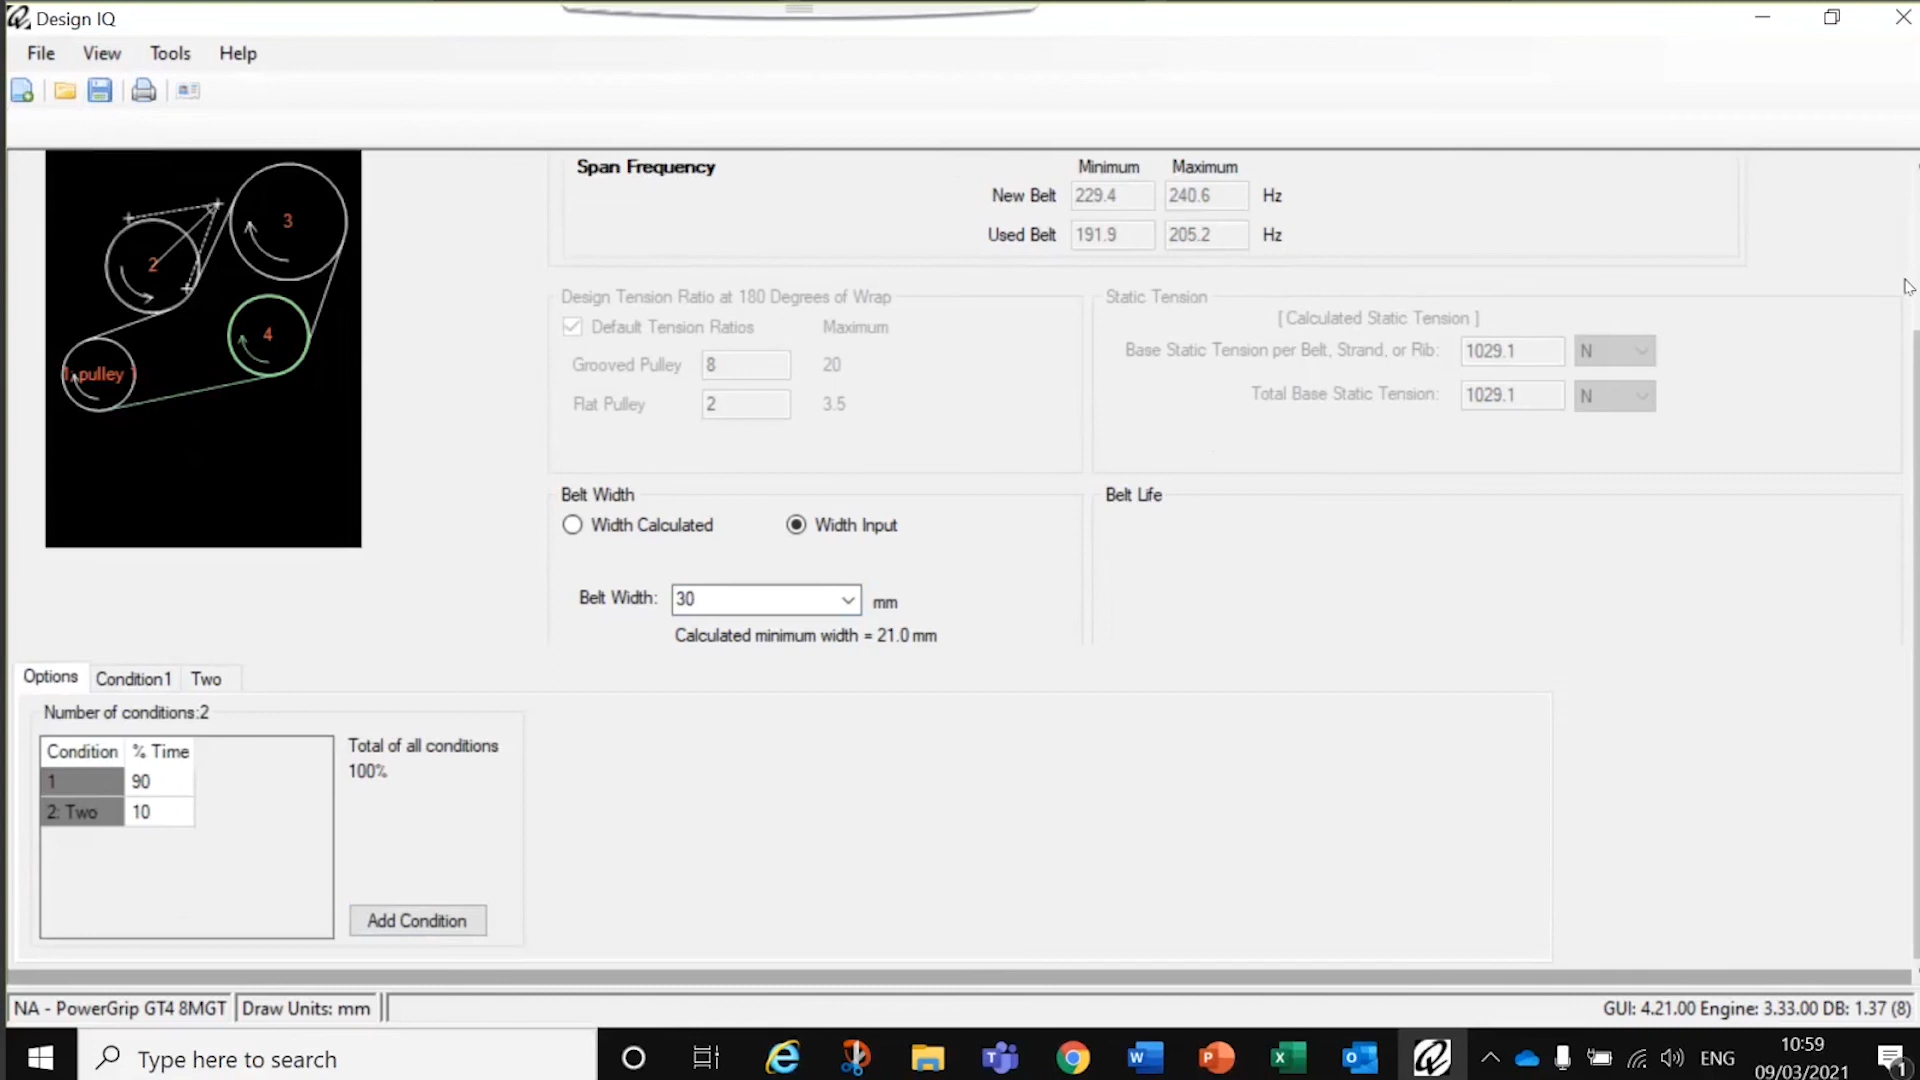 Design IQ
File View Tools Help
Span Frequency Minimum Maximum
New Belt 229.4 240.6 Hz
Used Belt 191.9 205.2 Hz
3
2
4
1: pulley 1
Design Tension Ratio at 180 Degrees of Wrap
Default Tension Ratios Maximum
Grooved Pulley 8 20
Flat Pulley 2 3.5
Static Tension
[ Calculated Static Tension ]
Base Static Tension per Belt, Strand, or Rib: 1029.1 N
Total Base Static Tension: 1029.1 N
Belt Width
Width Calculated Width Input
Belt Width: 30 mm
Calculated minimum width = 21.0 mm
Belt Life
Options Condition1 Two
Number of conditions:2
Condition % Time
1 90
2: Two 10
Total of all conditions
100%
Add Condition
NA - PowerGrip GT4 8MGT Draw Units: mm
GUI: 4.21.00 Engine: 3.33.00 DB: 1.37 (8)
Type here to search
ENG
10:59
09/03/2021
1